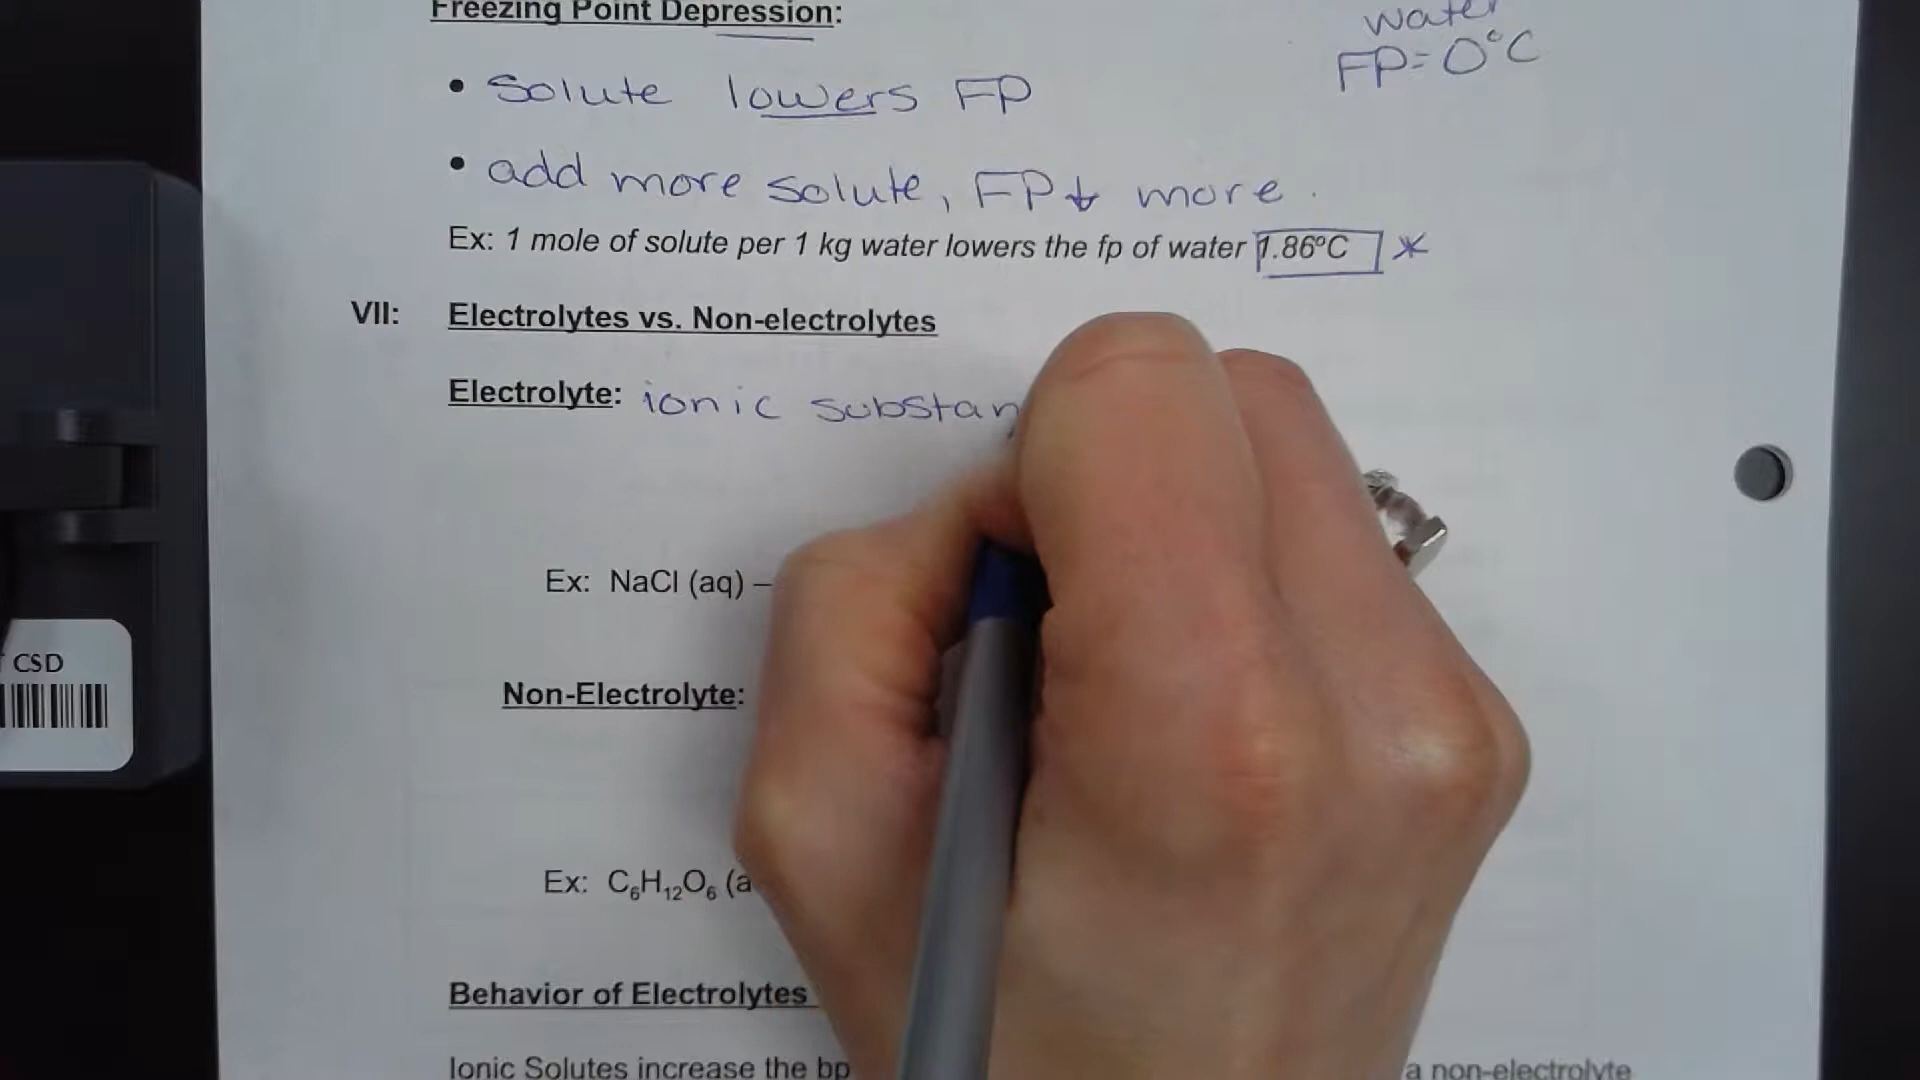 Freezing Point Depression:
water
FP=0°C
• Solute lowers FP
• add more solute, FP↓ more.
Ex: 1 mole of solute per 1 kg water lowers the fp of water 1.86ºC *
VII: Electrolytes vs. Non-electrolytes
Electrolyte: ionic substan
Ex: NaCl (aq) –
CSD
Non-Electrolyte:
Ex: C₆H₁₂O₆ (a
Behavior of Electrolytes
Ionic Solutes increase the bp a non-electrolyte